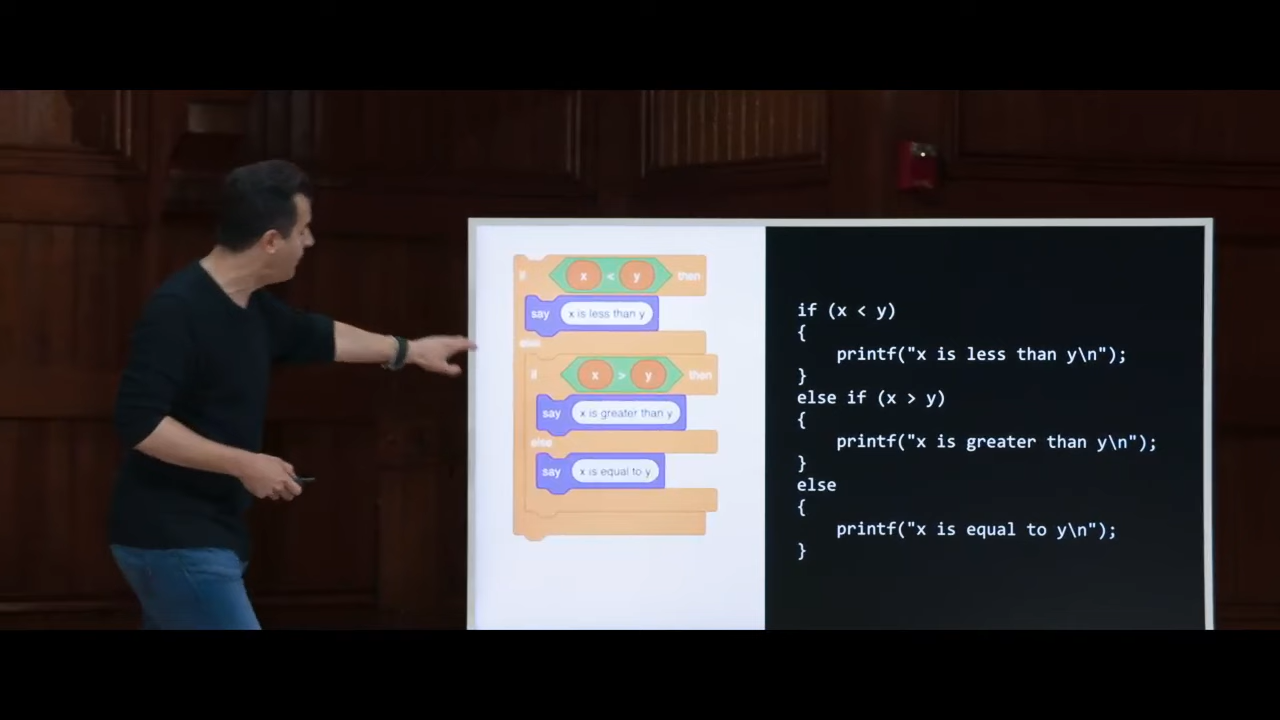 if x < y then
say x is less than y
else
if x > y then
say x is greater than y
else
say x is equal to y
if (x < y)
{
printf("x is less than y\n");
}
else if (x > y)
{
printf("x is greater than y\n");
}
else
{
printf("x is equal to y\n");
}